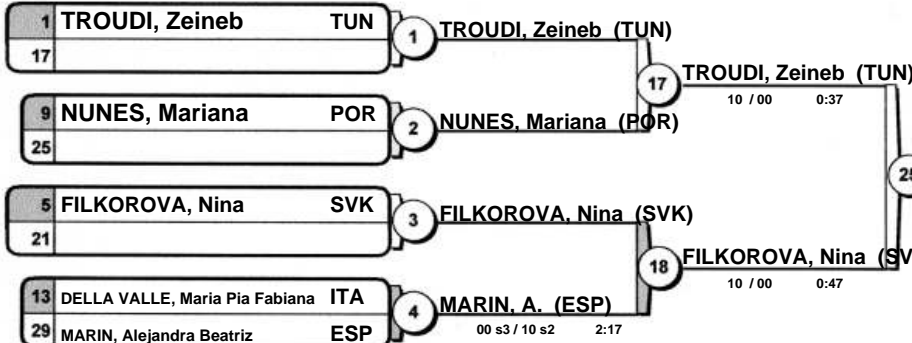 1 TROUDI, Zeineb TUN
17
9 NUNES, Mariana POR
25
5 FILKOROVA, Nina SVK
21
13 DELLA VALLE, Maria Pia Fabiana ITA
29 MARIN, Alejandra Beatriz ESP
1 TROUDI, Zeineb (TUN)
2 NUNES, Mariana (POR)
3 FILKOROVA, Nina (SVK)
4 MARIN, A. (ESP)
00 s3 / 10 s2 2:17
17 TROUDI, Zeineb (TUN)
10 / 00 0:37
18 FILKOROVA, Nina (SV
10 / 00 0:47
25